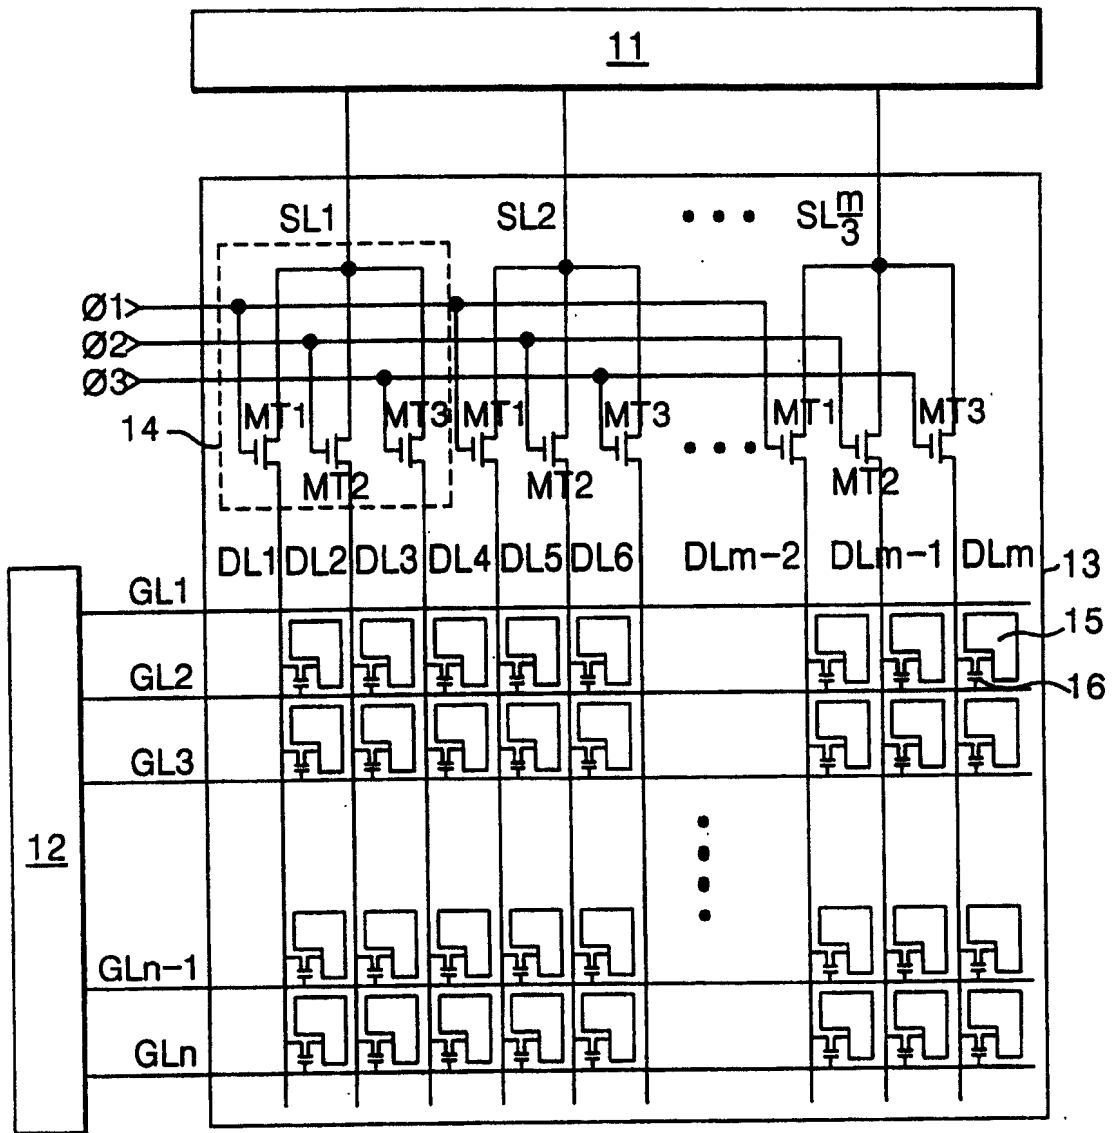 11
SL1 SL2 • • • SLm/3
Ø1
Ø2
Ø3
14
MT1 MT3 MT1 MT3 • • • MT1 MT3
MT2 MT2 MT2
DL1 DL2 DL3 DL4 DL5 DL6 DLm-2 DLm-1 DLm
13
GL1
15
GL2
16
GL3
12
GLn-1
GLn